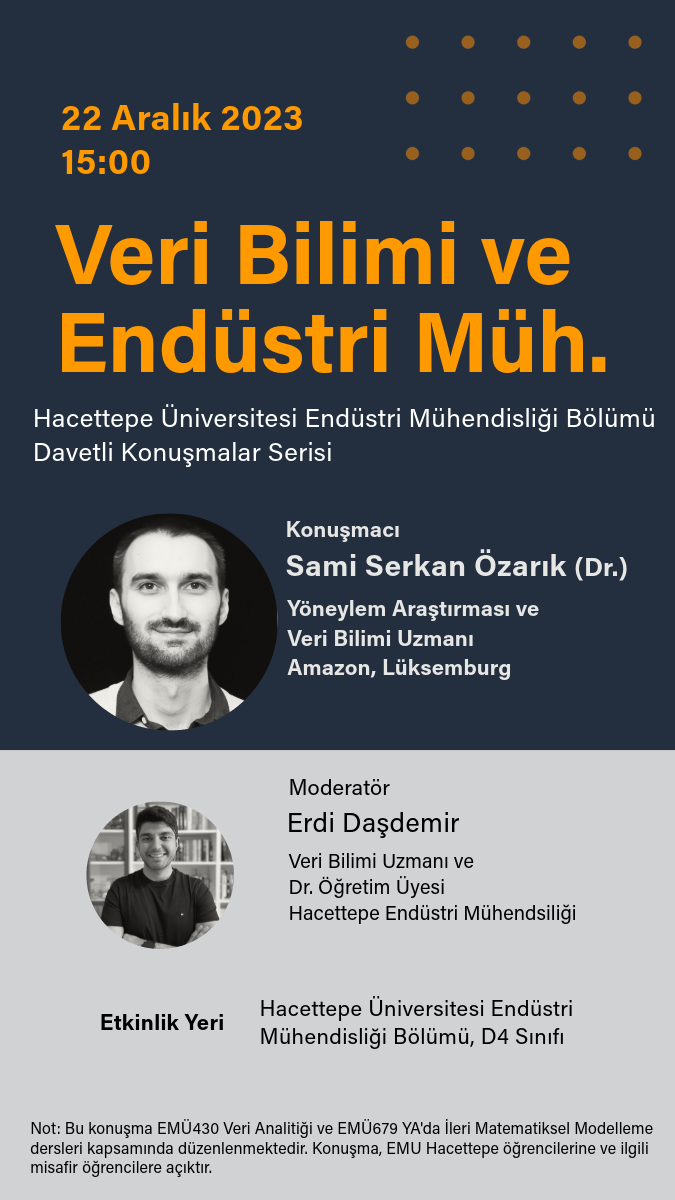 22 Aralık 2023
15:00
Veri Bilimi ve
Endüstri Müh.
Hacettepe Üniversitesi Endüstri Mühendisliği Bölümü
Davetli Konuşmalar Serisi
Konuşmacı
Sami Serkan Özarık (Dr.)
Yöneylem Araştırması ve
Veri Bilimi Uzmanı
Amazon, Lüksemburg
Moderatör
Erdi Daşdemir
Veri Bilimi Uzmanı ve
Dr. Öğretim Üyesi
Hacettepe Endüstri Mühendsiliği
Etkinlik Yeri
Hacettepe Üniversitesi Endüstri
Mühendisliği Bölümü, D4 Sınıfı
Not: Bu konuşma EMÜ430 Veri Analitiği ve EMÜ679 YA'da İleri Matematiksel Modelleme
dersleri kapsamında düzenlenmektedir. Konuşma, EMU Hacettepe öğrencilerine ve ilgili
misafir öğrencilere açıktır.